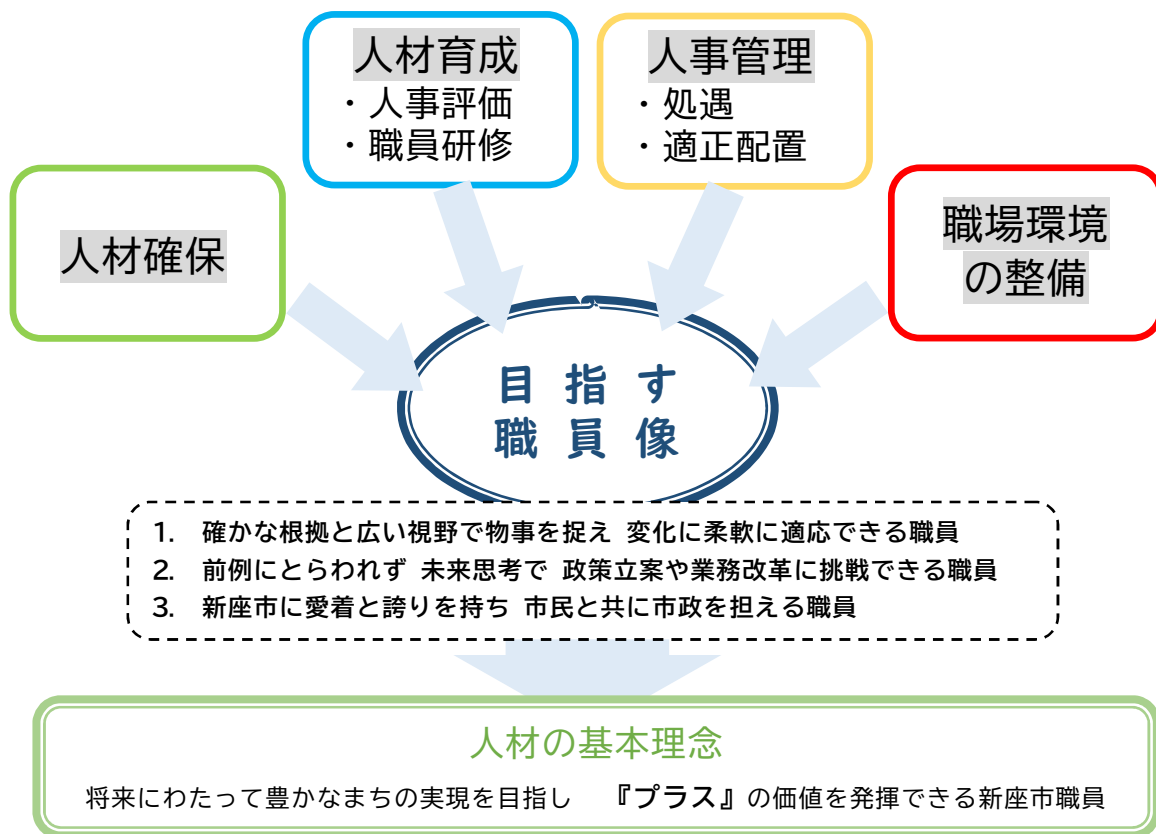 人材育成
・人事評価
・職員研修
人事管理
・処遇
・適正配置
人材確保
職場環境
の整備
目指す
職員像
1. 確かな根拠と広い視野で物事を捉え 変化に柔軟に適応できる職員
2. 前例にとらわれず 未来思考で 政策立案や業務改革に挑戦できる職員
3. 新座市に愛着と誇りを持ち 市民と共に市政を担える職員
人材の基本理念
将来にわたって豊かなまちの実現を目指し 『プラス』の価値を発揮できる新座市職員